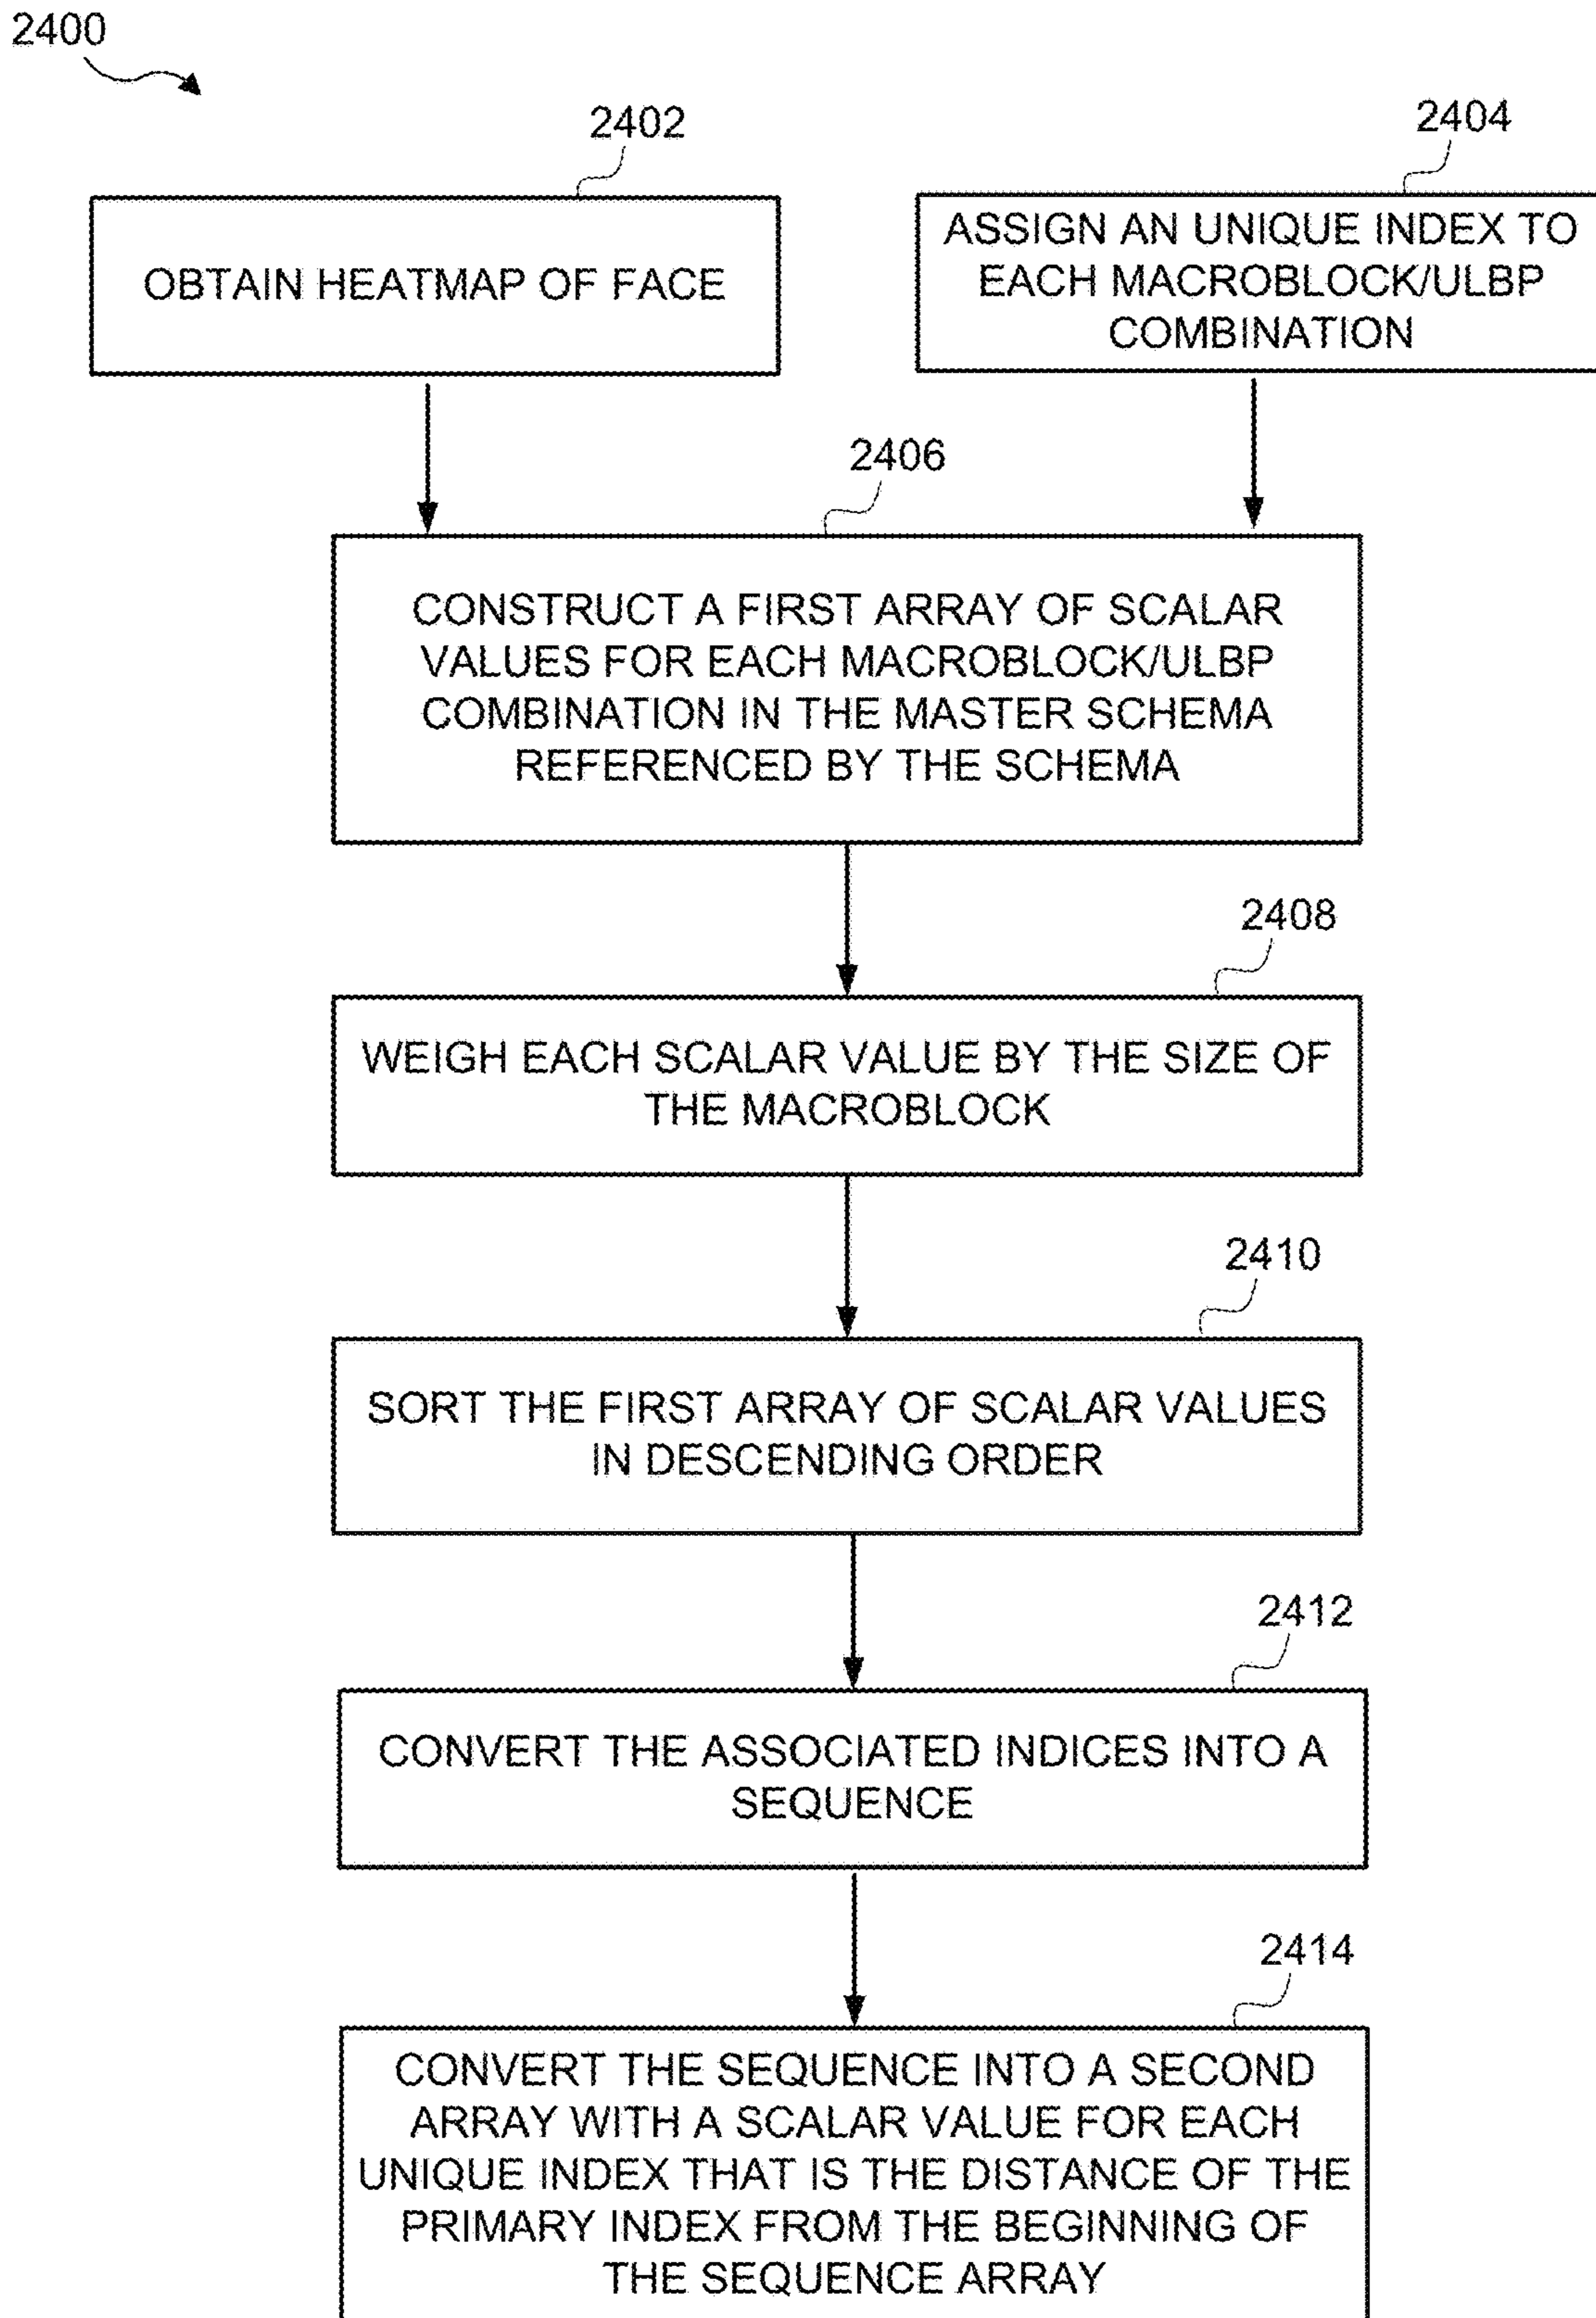 2400
2402
2404
OBTAIN HEATMAP OF FACE
ASSIGN AN UNIQUE INDEX TO
EACH MACROBLOCK/ULBP
COMBINATION
2406
CONSTRUCT A FIRST ARRAY OF SCALAR
VALUES FOR EACH MACROBLOCK/ULBP
COMBINATION IN THE MASTER SCHEMA
REFERENCED BY THE SCHEMA
2408
WEIGH EACH SCALAR VALUE BY THE SIZE OF
THE MACROBLOCK
2410
SORT THE FIRST ARRAY OF SCALAR VALUES
IN DESCENDING ORDER
2412
CONVERT THE ASSOCIATED INDICES INTO A
SEQUENCE
2414
CONVERT THE SEQUENCE INTO A SECOND
ARRAY WITH A SCALAR VALUE FOR EACH
UNIQUE INDEX THAT IS THE DISTANCE OF THE
PRIMARY INDEX FROM THE BEGINNING OF
THE SEQUENCE ARRAY